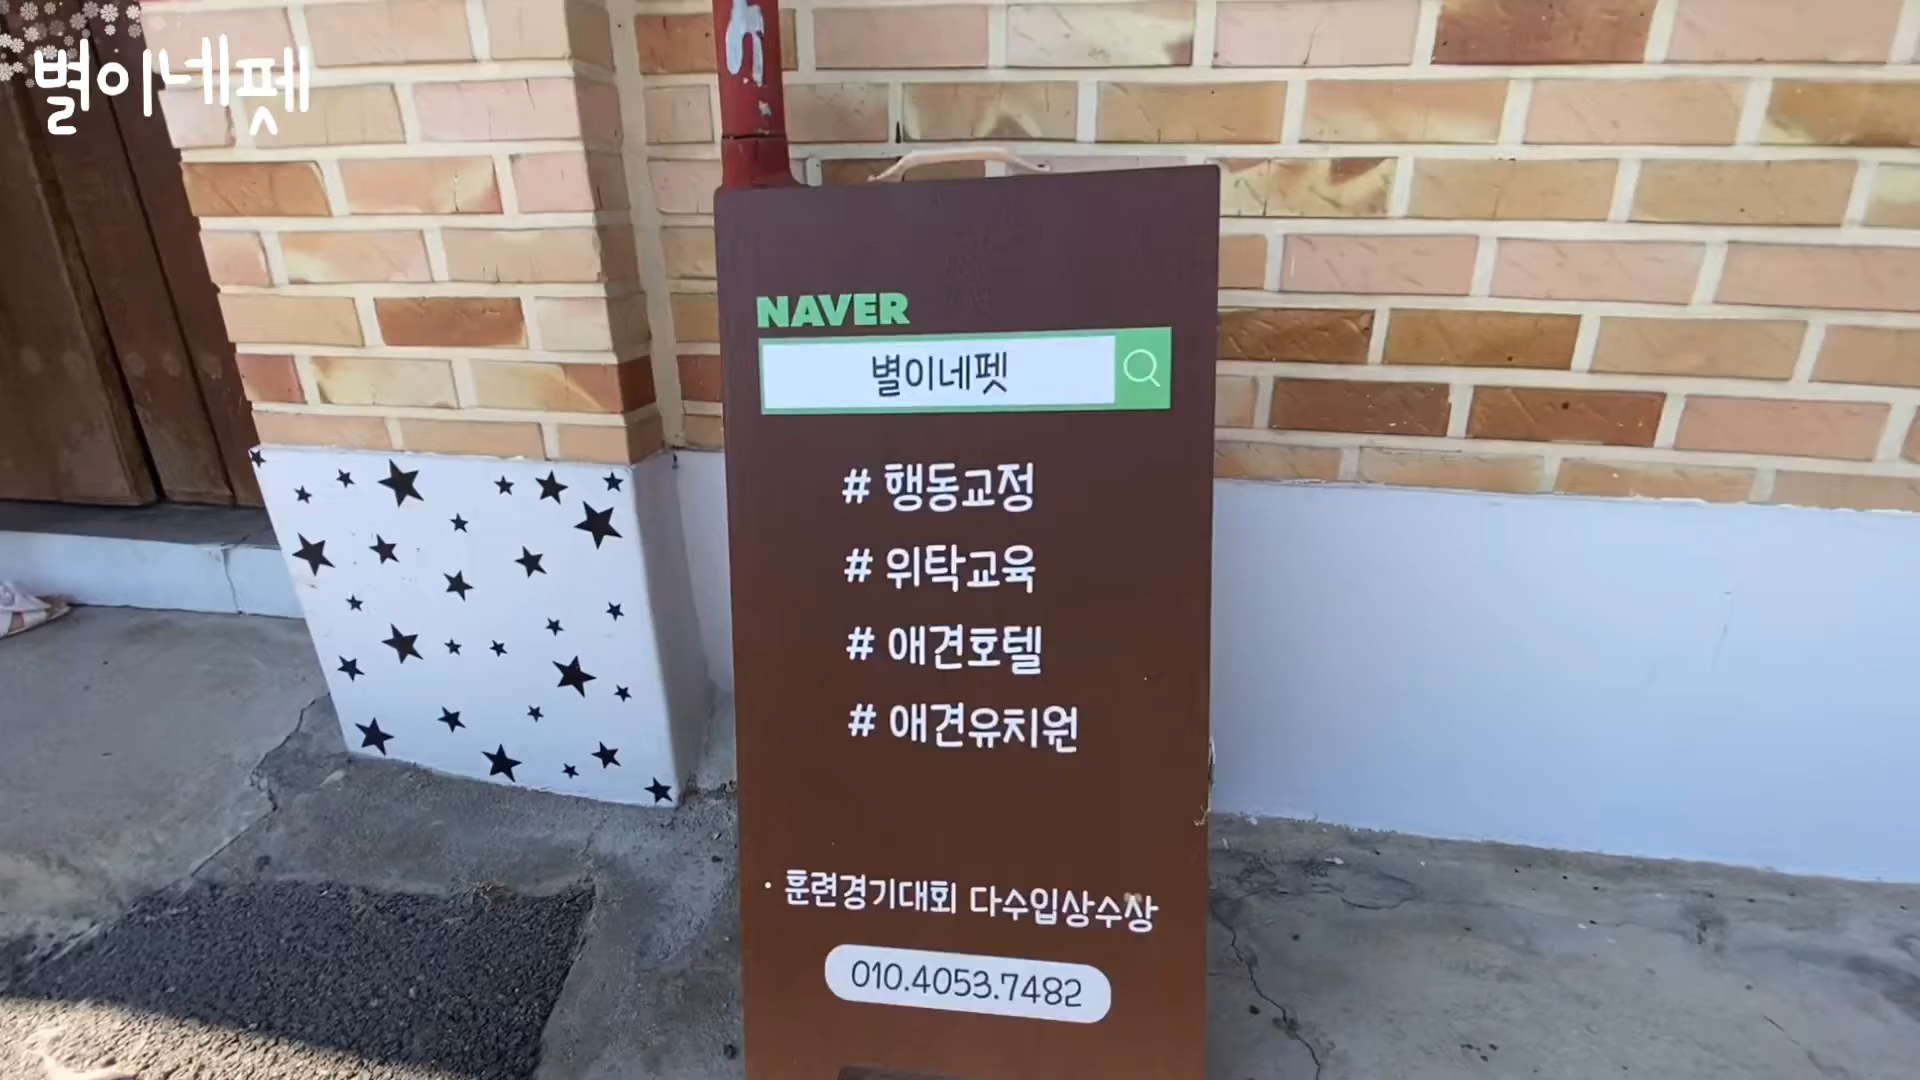 별이네펫
NAVER
별이네펫
# 행동교정
# 위탁교육
# 애견호텔
# 애견유치원
· 훈련경기대회 다수입상수상
010.4053.7482